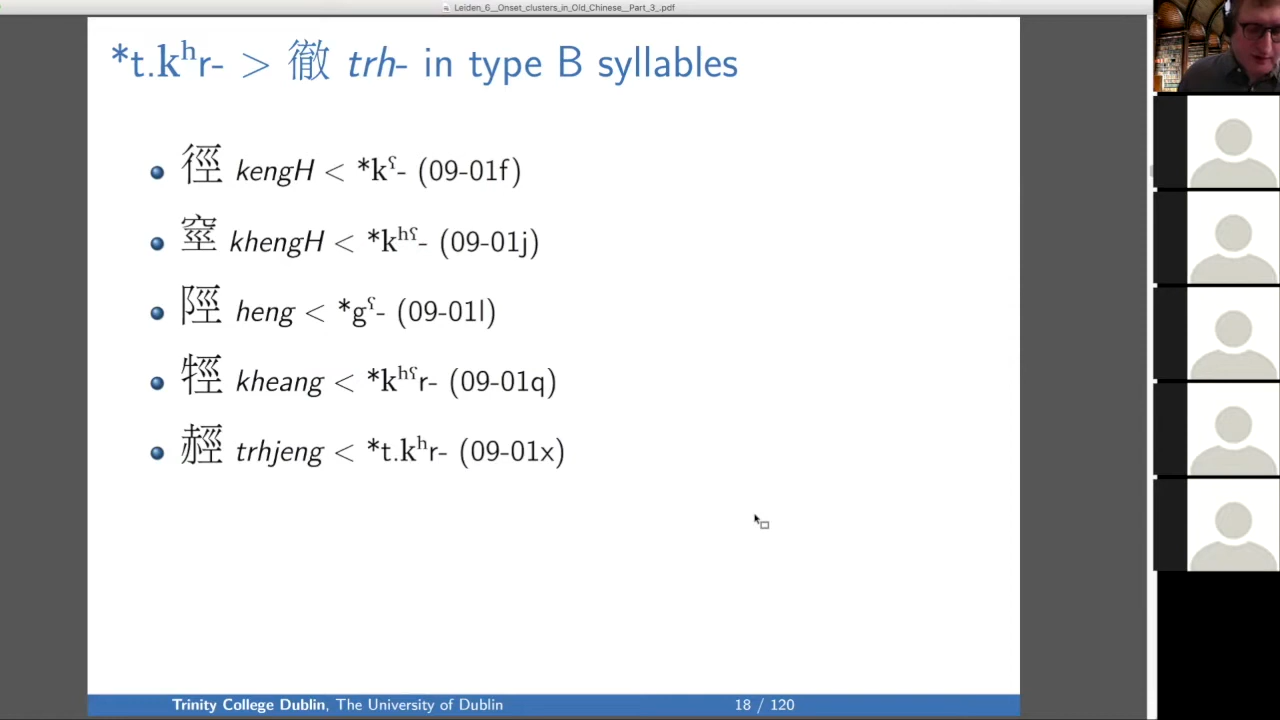 Leiden_6__Onset_clusters_in_Old_Chinese__Part_3_.pdf
*t.kʰr- > 徹 trh- in type B syllables
徑 kengH < *kˤ- (09-01f)
窒 khengH < *kʰˤ- (09-01j)
陘 heng < *gˤ- (09-01l)
牼 kheang < *kʰˤr- (09-01q)
赨 trhjeng < *t.kʰr- (09-01x)
Trinity College Dublin, The University of Dublin 18 / 120